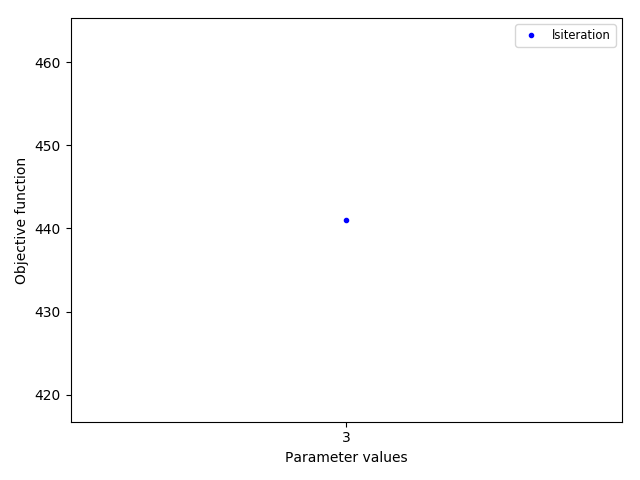 lsiteration
460
450
440
430
420
Objective function
3
Parameter values